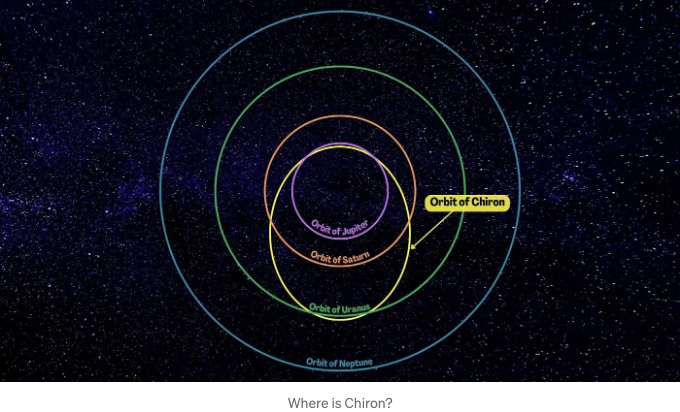 Orbit of Chiron
Orbit of Jupiter
Orbit of Saturn
Orbit of Uranus
Orbit of Neptune
Where is Chiron?